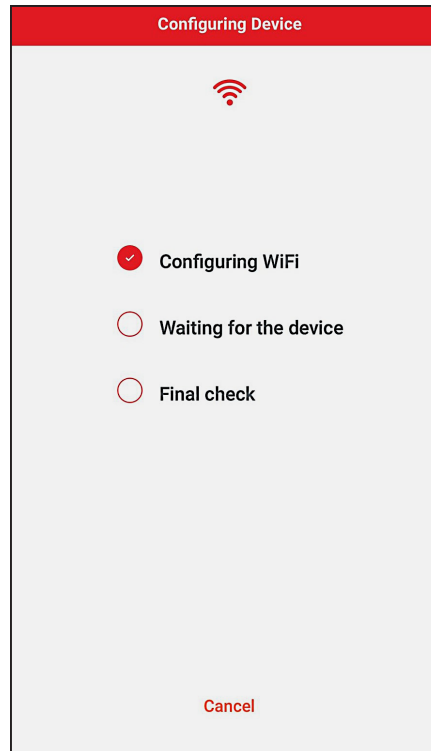 Configuring Device
Configuring WiFi
Waiting for the device
Final check
Cancel